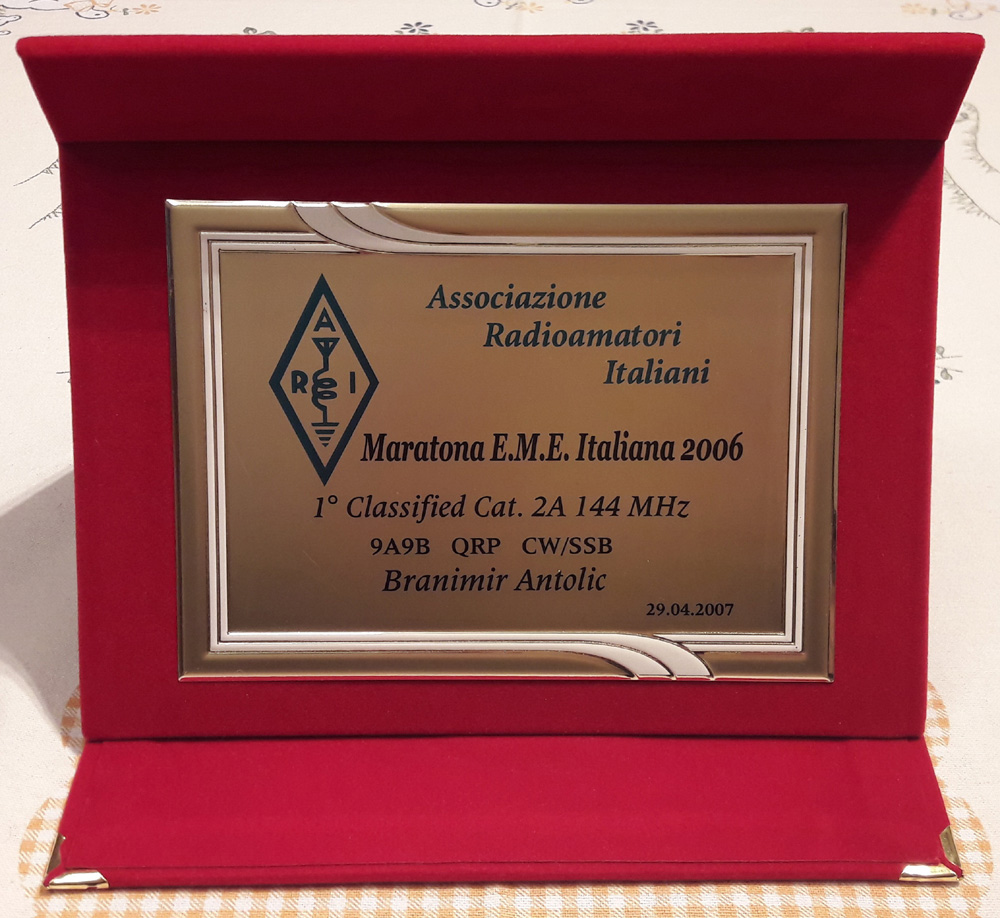 A
R I
Associazione
Radioamatori
Italiani
Maratona E.M.E. Italiana 2006
1° Classified Cat. 2A 144 MHz
9A9B QRP CW/SSB
Branimir Antolic
29.04.2007